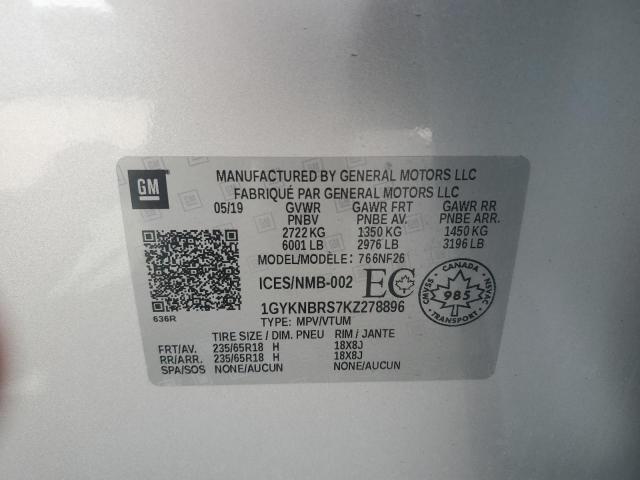 GM
MANUFACTURED BY GENERAL MOTORS LLC
FABRIQUÉ PAR GENERAL MOTORS LLC
05/19 GVWR GAWR FRT GAWR RR
PNBV PNBE AV. PNBE ARR.
2722 KG 1350 KG 1450 KG
6001 LB 2976 LB 3196 LB
MODEL/MODÈLE: 766NF26
ICES/NMB-002 EC
1GYKNBRS7KZ278896
TYPE: MPV/VTUM
CANADA
CMVSS 985 NSVAC
TRANSPORT
636R
TIRE SIZE / DIM. PNEU RIM / JANTE
FRT/AV. 235/65R18 H 18X8J
RR/ARR. 235/65R18 H 18X8J
SPA/SOS NONE/AUCUN NONE/AUCUN